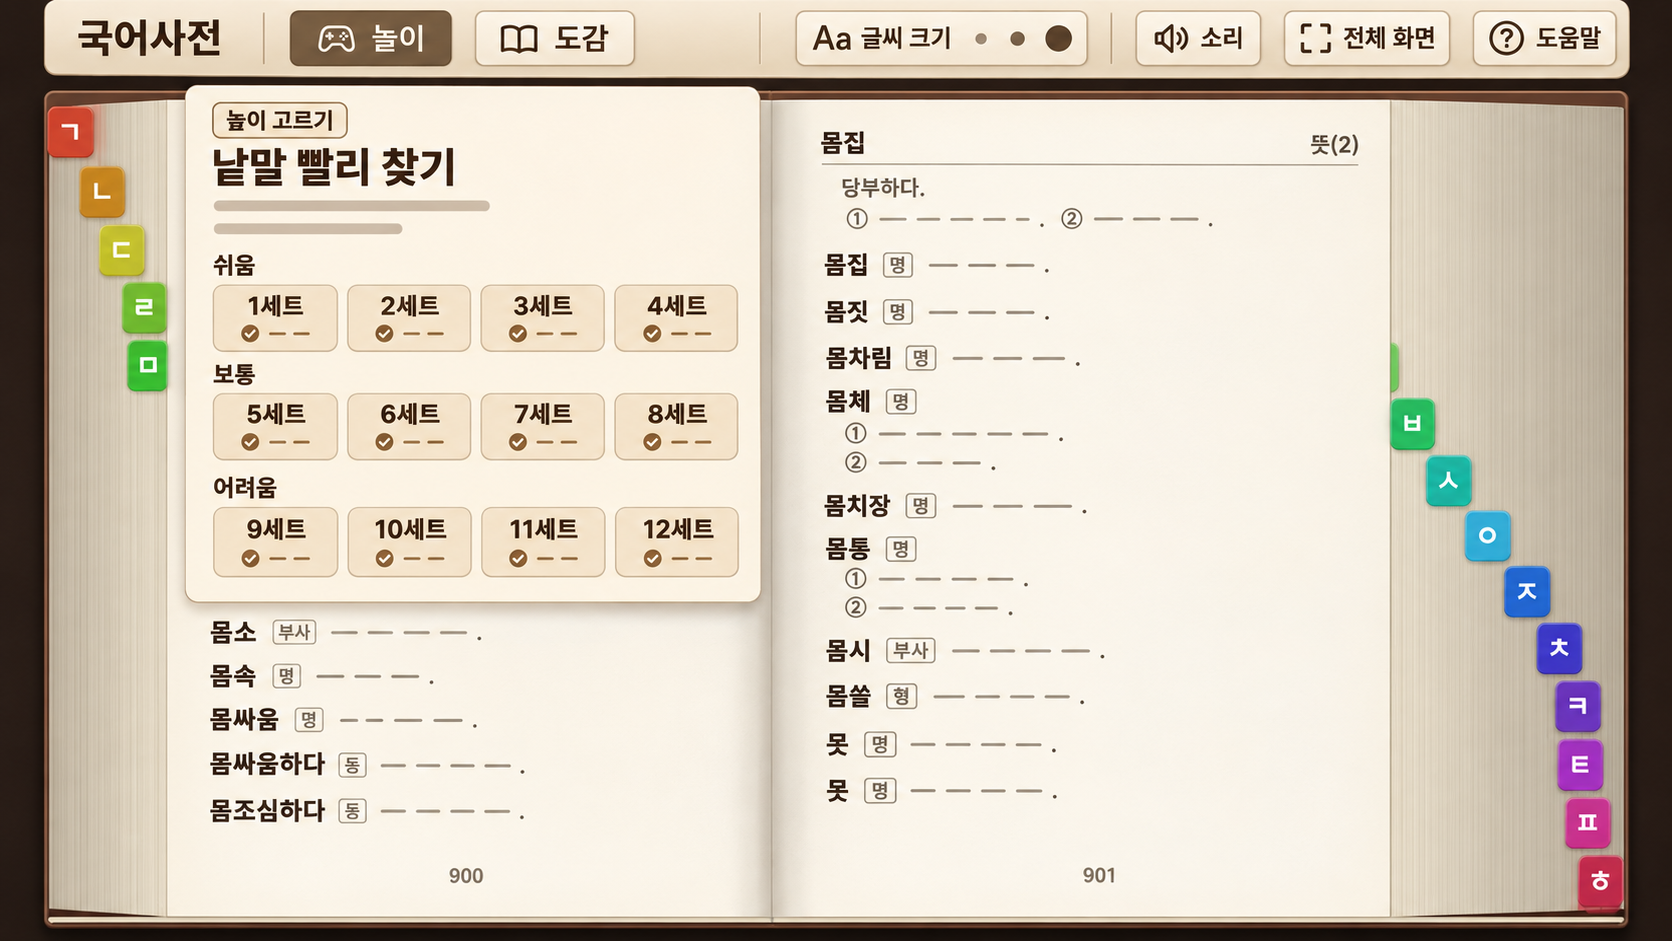 국어사전
놀이
도감
Aa 글씨 크기
소리
전체 화면
? 도움말
ㄱ
ㄴ
ㄷ
ㄹ
ㅁ
높이 고르기
낱말 빨리 찾기
쉬움
1세트 2세트 3세트 4세트
보통
5세트 6세트 7세트 8세트
어려움
9세트 10세트 11세트 12세트
몸소 부사 .
몸속 명 .
몸싸움 명 .
몸싸움하다 동 .
몸조심하다 동 .
900
몸집 뜻(2)
당부하다.
① . ② .
몸집 명 .
몸짓 명 .
몸차림 명 .
몸체 명
① .
② .
몸치장 명 .
몸통 명
① .
② .
몸시 부사 .
몸쓸 형 .
못 명 .
못 명 .
901
ㅂ
ㅅ
ㅇ
ㅈ
ㅊ
ㅋ
ㅌ
ㅍ
ㅎ